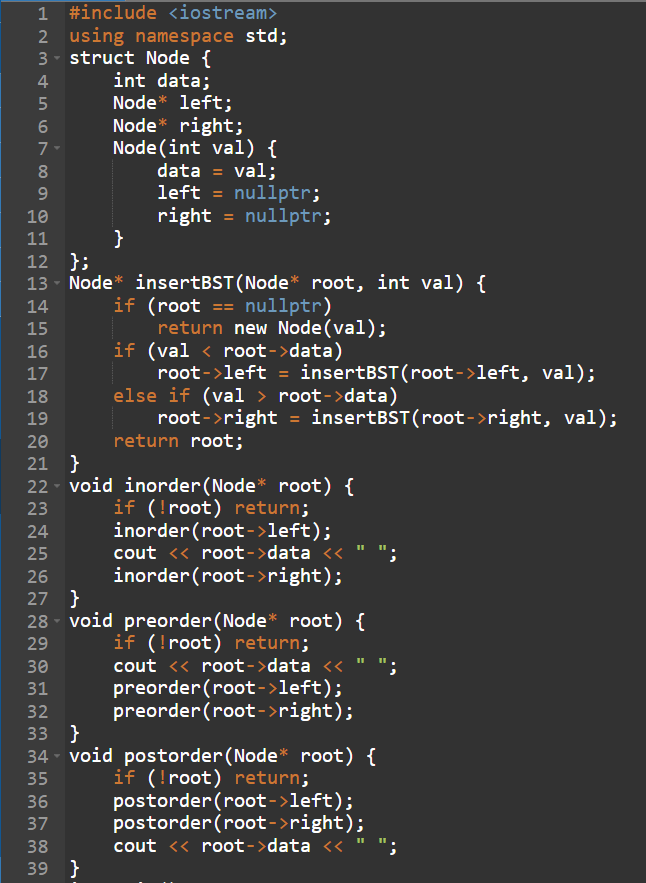 1 #include <iostream>
2 using namespace std;
3 struct Node {
4     int data;
5     Node* left;
6     Node* right;
7     Node(int val) {
8         data = val;
9         left = nullptr;
10         right = nullptr;
11     }
12 };
13 Node* insertBST(Node* root, int val) {
14     if (root == nullptr)
15         return new Node(val);
16     if (val < root->data)
17         root->left = insertBST(root->left, val);
18     else if (val > root->data)
19         root->right = insertBST(root->right, val);
20     return root;
21 }
22 void inorder(Node* root) {
23     if (!root) return;
24     inorder(root->left);
25     cout << root->data << " ";
26     inorder(root->right);
27 }
28 void preorder(Node* root) {
29     if (!root) return;
30     cout << root->data << " ";
31     preorder(root->left);
32     preorder(root->right);
33 }
34 void postorder(Node* root) {
35     if (!root) return;
36     postorder(root->left);
37     postorder(root->right);
38     cout << root->data << " ";
39 }